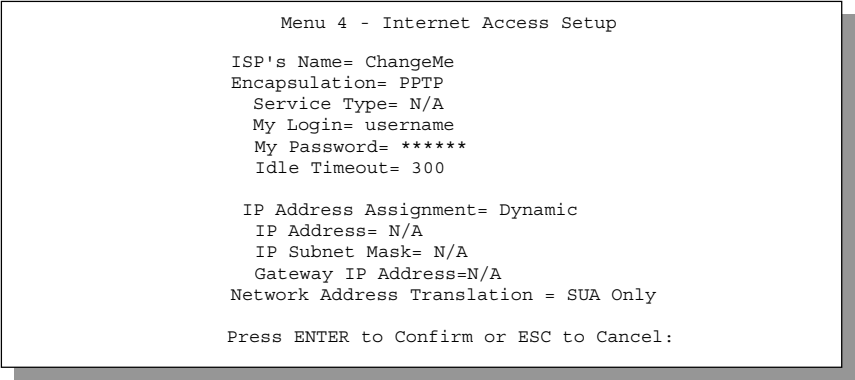 Menu 4 - Internet Access Setup
ISP's Name= ChangeMe
Encapsulation= PPTP
Service Type= N/A
My Login= username
My Password= ******
Idle Timeout= 300
IP Address Assignment= Dynamic
IP Address= N/A
IP Subnet Mask= N/A
Gateway IP Address=N/A
Network Address Translation = SUA Only
Press ENTER to Confirm or ESC to Cancel: